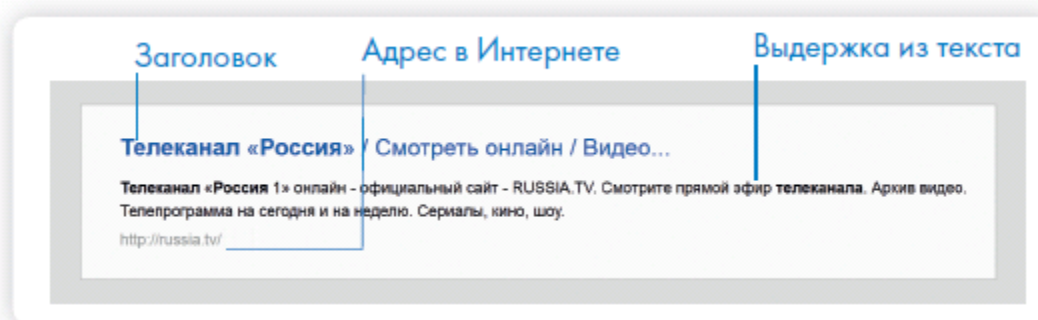 Заголовок
Адрес в Интернете
Выдержка из текста
Телеканал «Россия» / Смотреть онлайн / Видео...
Телеканал «Россия 1» онлайн - официальный сайт - RUSSIA.TV. Смотрите прямой эфир телеканала. Архив видео.
Телепрограмма на сегодня и на неделю. Сериалы, кино, шоу.
http://russia.tv/